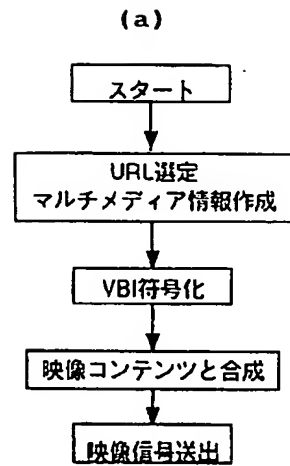 (a)
スタート
URL選定
マルチメディア情報作成
VBI符号化
映像コンテンツと合成
映像信号送出